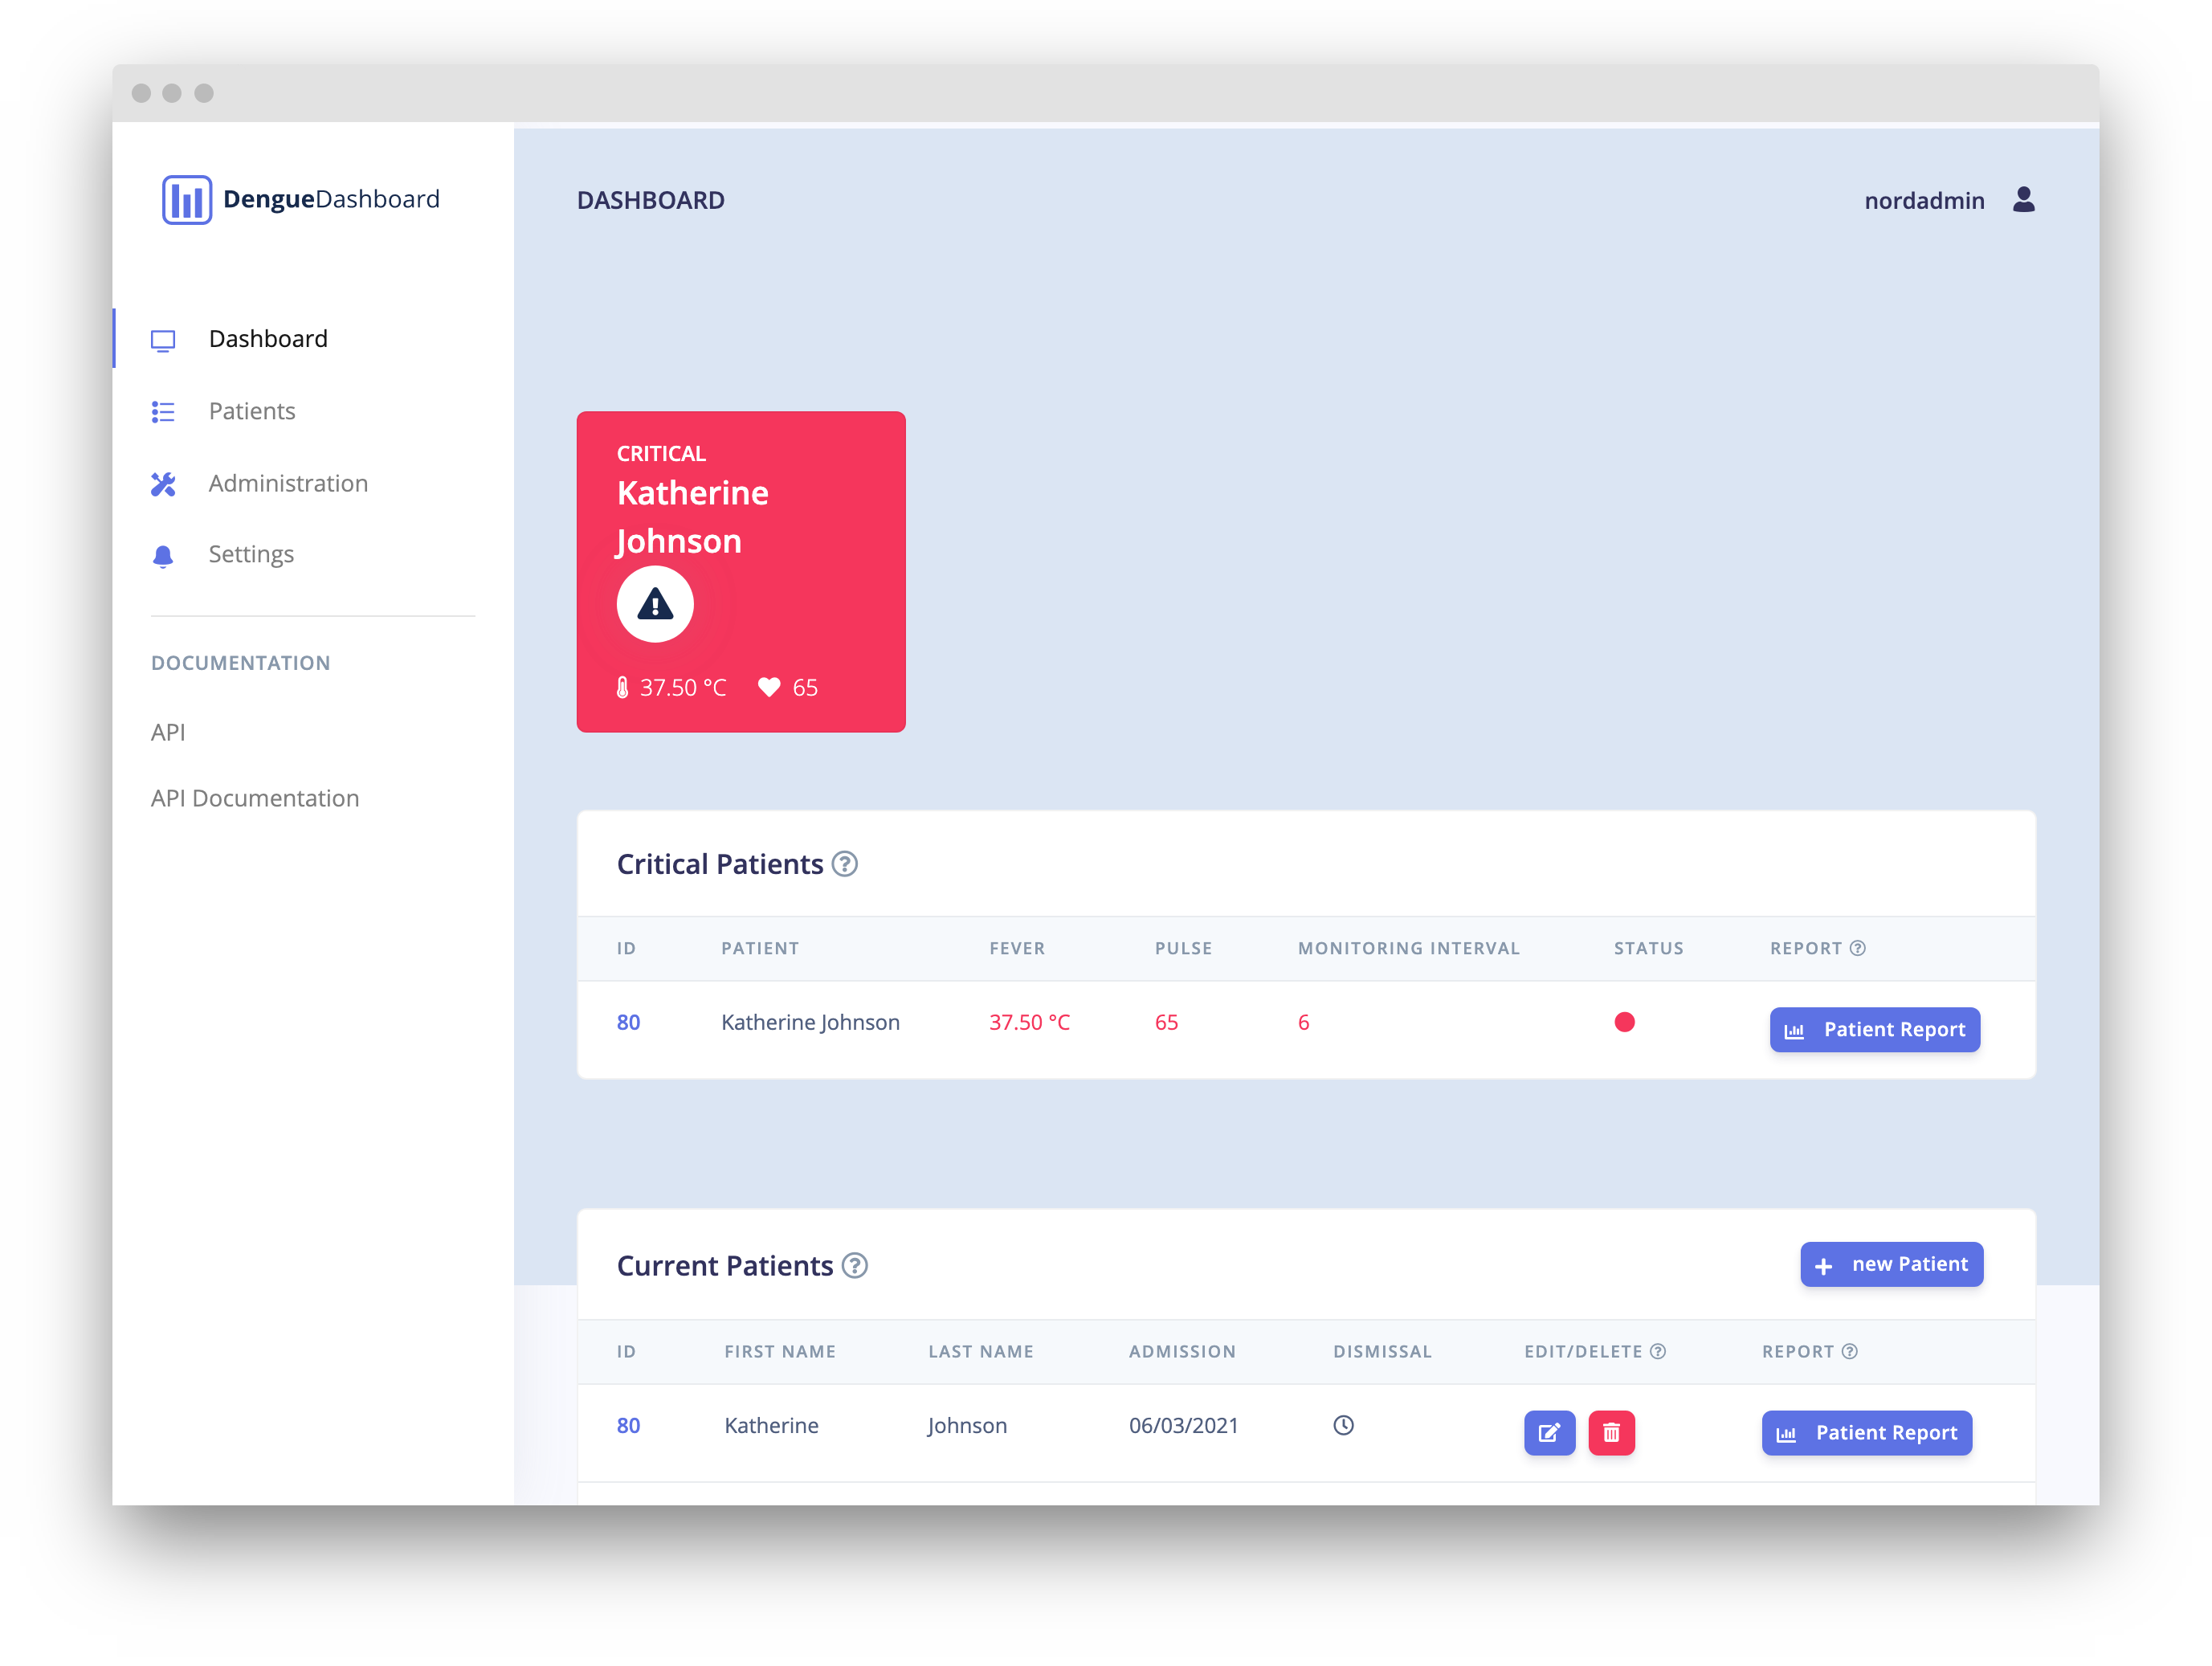 DengueDashboard
DASHBOARD
nordadmin
Dashboard
Patients
Administration
Settings
DOCUMENTATION
API
API Documentation
CRITICAL
Katherine
Johnson
37.50 °C 65
Critical Patients
ID PATIENT FEVER PULSE MONITORING INTERVAL STATUS REPORT
80 Katherine Johnson 37.50 °C 65 6 Patient Report
Current Patients
new Patient
ID FIRST NAME LAST NAME ADMISSION DISMISSAL EDIT/DELETE REPORT
80 Katherine Johnson 06/03/2021 Patient Report